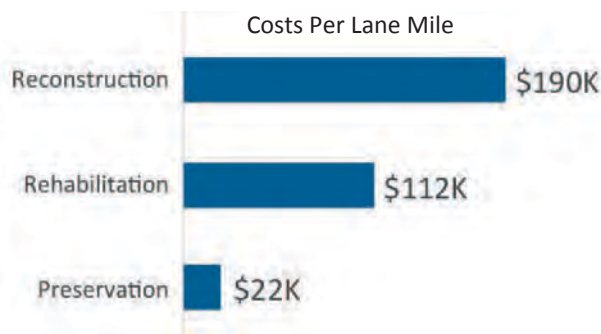 Costs Per Lane Mile
Reconstruction $190K
Rehabilitation $112K
Preservation $22K